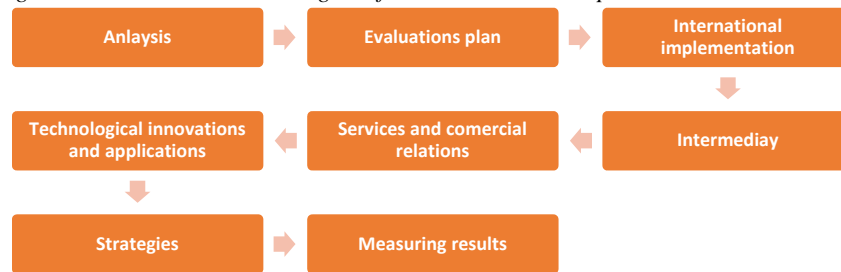 Anlaysis
Evaluations plan
International
implementation
Intermediay
Services and comercial
relations
Technological innovations
and applications
Strategies
Measuring results